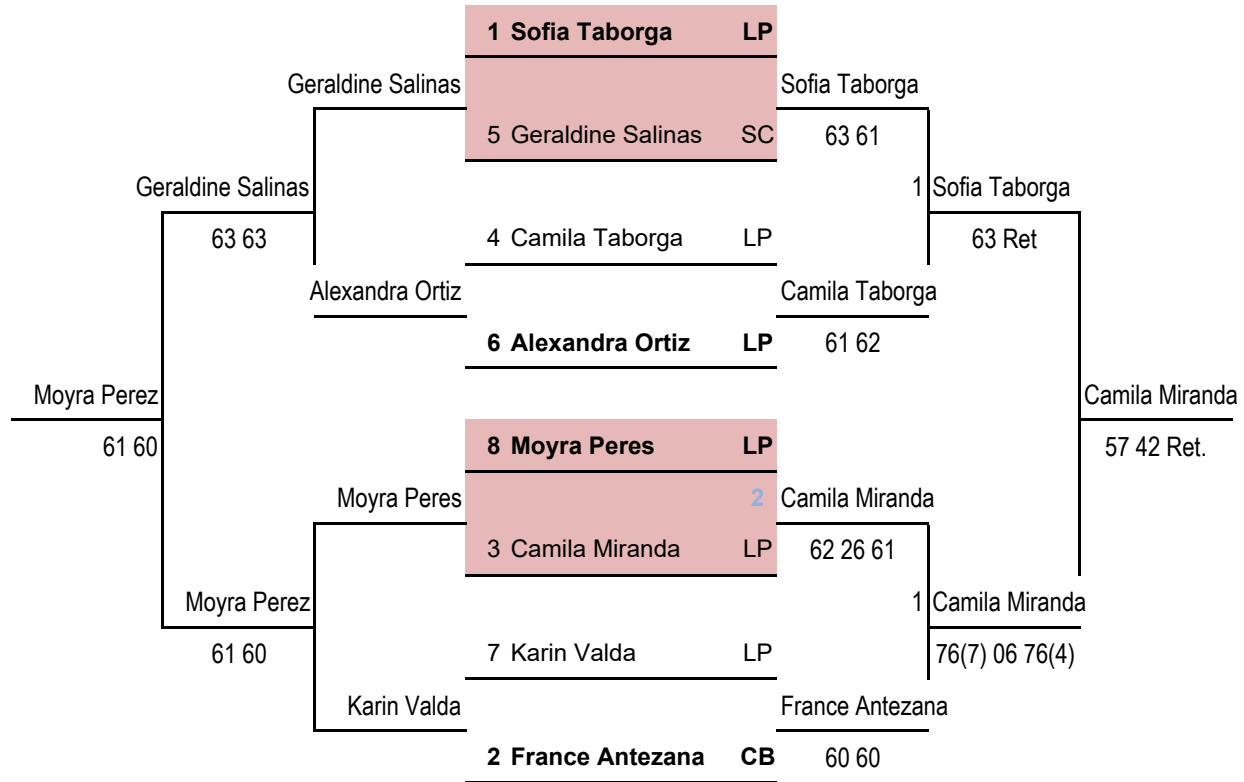 1 Sofia Taborga LP
Geraldine Salinas Sofia Taborga
5 Geraldine Salinas SC 63 61
Geraldine Salinas 1 Sofia Taborga
63 63 4 Camila Taborga LP 63 Ret
Alexandra Ortiz Camila Taborga
6 Alexandra Ortiz LP 61 62
Moyra Perez Camila Miranda
61 60 8 Moyra Peres LP 57 42 Ret.
Moyra Peres 2 Camila Miranda
3 Camila Miranda LP 62 26 61
Moyra Perez 1 Camila Miranda
61 60 7 Karin Valda LP 76(7) 06 76(4)
Karin Valda France Antezana
2 France Antezana CB 60 60